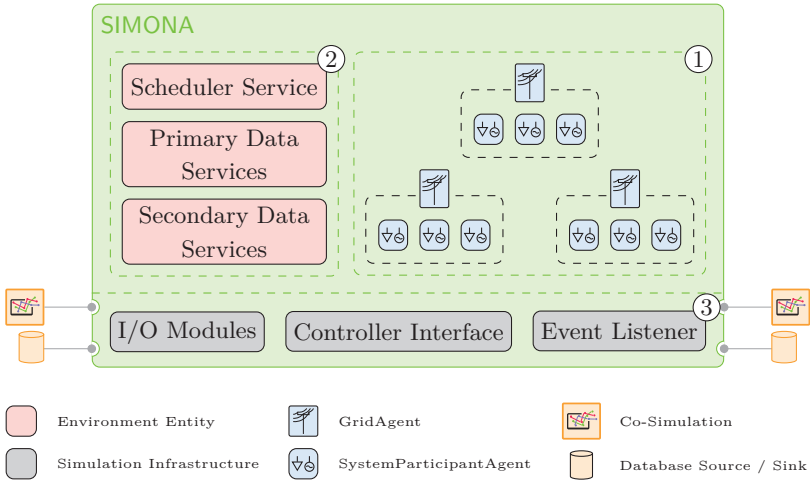 SIMONA
2
1
Scheduler Service
Primary Data
Services
Secondary Data
Services
3
I/O Modules
Controller Interface
Event Listener
Environment Entity
GridAgent
Co-Simulation
Simulation Infrastructure
SystemParticipantAgent
Database Source / Sink